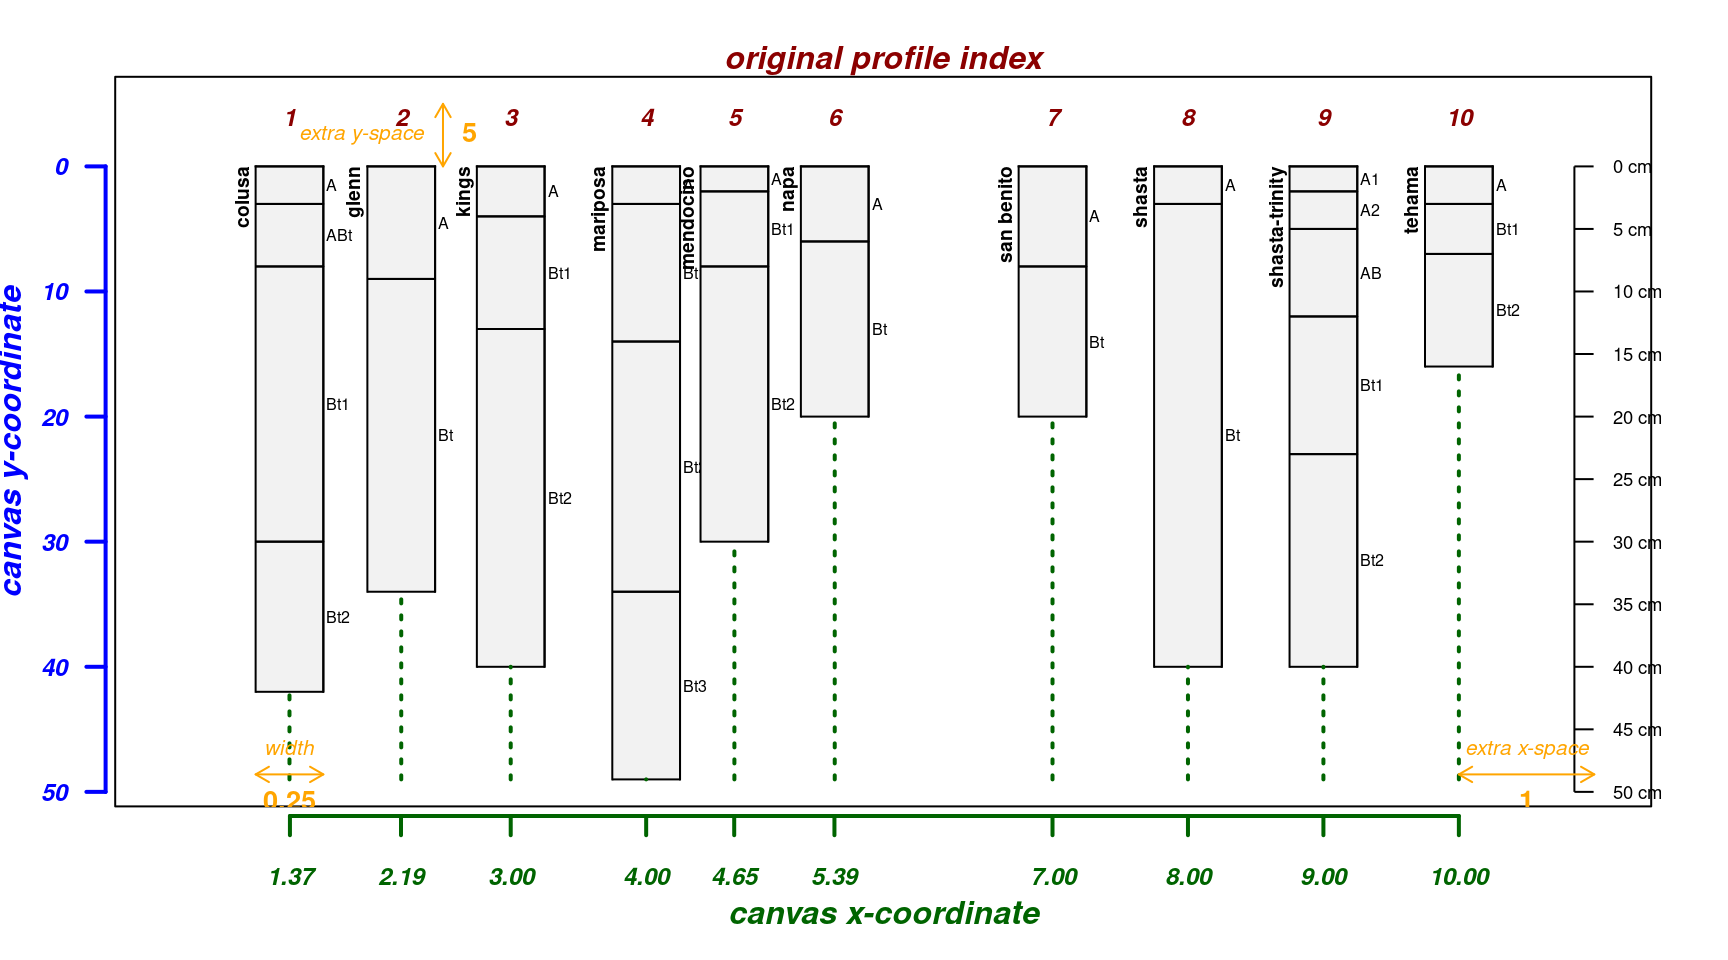 original profile index
1 2 3 4 5 6 7 8 9 10
extra y-space 5
canvas y-coordinate
0
10
20
30
40
50
colusa
A
ABt
Bt1
Bt2
glenn
A
Bt
kings
A
Bt1
Bt2
mariposa
Bt
Bt
Bt3
mendocino
A
Bt1
Bt2
napa
A
Bt
san benito
A
Bt
shasta
A
Bt
shasta-trinity
A1
A2
AB
Bt1
Bt2
tehama
A
Bt1
Bt2
0 cm
5 cm
10 cm
15 cm
20 cm
25 cm
30 cm
35 cm
40 cm
45 cm
50 cm
width
0.25
extra x-space
1
1.37 2.19 3.00 4.00 4.65 5.39 7.00 8.00 9.00 10.00
canvas x-coordinate